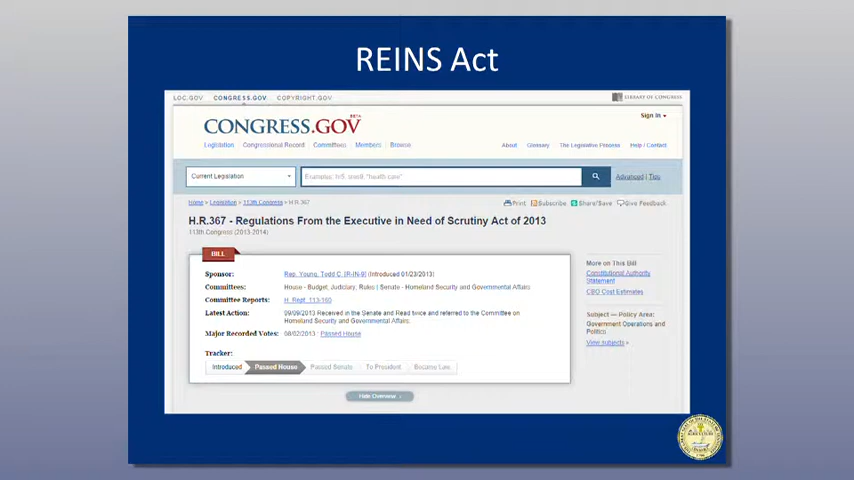 REINS Act
LOC.GOV CONGRESS.GOV COPYRIGHT.GOV LIBRARY OF CONGRESS
Sign In
CONGRESS.GOV BETA
Legislation Congressional Record Committees Members Browse About Glossary The Legislative Process Help | Contact
Current Legislation Examples: hr5, sres9, "health care" Advanced | Tips
Home > Legislation > 113th Congress > H.R.367 Print Subscribe Share/Save Give Feedback
H.R.367 - Regulations From the Executive in Need of Scrutiny Act of 2013
113th Congress (2013-2014)
BILL
Sponsor: Rep. Young, Todd C. [R-IN-9] (Introduced 01/23/2013)
Committees: House - Budget, Judiciary, Rules | Senate - Homeland Security and Governmental Affairs
Committee Reports: H. Rept. 113-160
Latest Action: 09/09/2013 Received in the Senate and Read twice and referred to the Committee on
Homeland Security and Governmental Affairs.
Major Recorded Votes: 08/02/2013 : Passed House
Tracker:
Introduced Passed House Passed Senate To President Became Law
More on This Bill
Constitutional Authority
Statement
CBO Cost Estimates
Subject — Policy Area:
Government Operations and
Politics
View subjects »
Hide Overview
AGRICULTURE